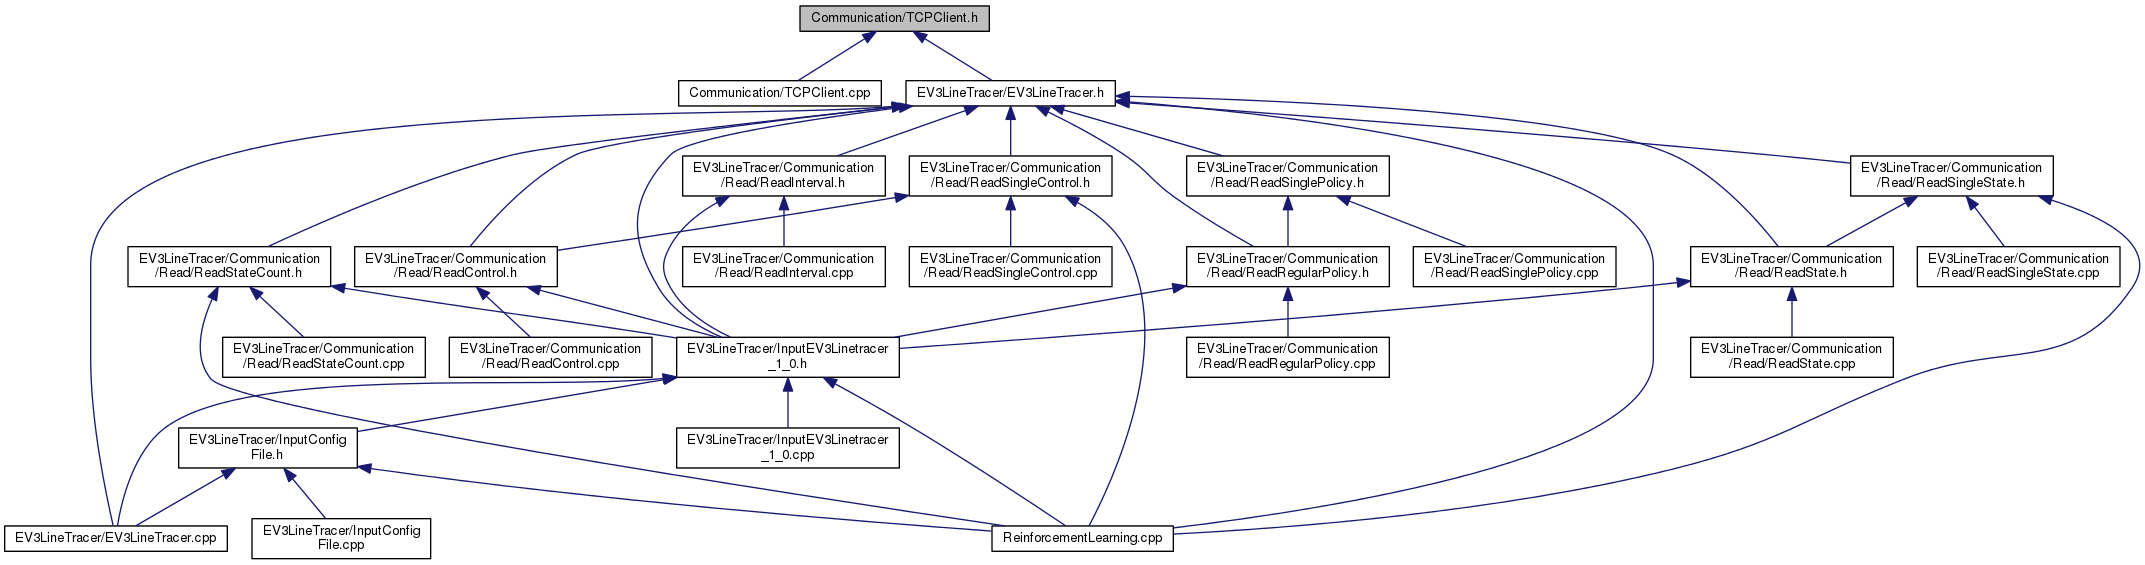 Communication/TCPClient.h
Communication/TCPClient.cpp
EV3LineTracer/EV3LineTracer.h
EV3LineTracer/Communication
/Read/ReadInterval.h
EV3LineTracer/Communication
/Read/ReadSingleControl.h
EV3LineTracer/Communication
/Read/ReadSinglePolicy.h
EV3LineTracer/Communication
/Read/ReadSingleState.h
EV3LineTracer/Communication
/Read/ReadStateCount.h
EV3LineTracer/Communication
/Read/ReadControl.h
EV3LineTracer/Communication
/Read/ReadInterval.cpp
EV3LineTracer/Communication
/Read/ReadSingleControl.cpp
EV3LineTracer/Communication
/Read/ReadRegularPolicy.h
EV3LineTracer/Communication
/Read/ReadSinglePolicy.cpp
EV3LineTracer/Communication
/Read/ReadState.h
EV3LineTracer/Communication
/Read/ReadSingleState.cpp
EV3LineTracer/Communication
/Read/ReadStateCount.cpp
EV3LineTracer/Communication
/Read/ReadControl.cpp
EV3LineTracer/InputEV3Linetracer
_1_0.h
EV3LineTracer/Communication
/Read/ReadRegularPolicy.cpp
EV3LineTracer/Communication
/Read/ReadState.cpp
EV3LineTracer/InputConfig
File.h
EV3LineTracer/InputEV3Linetracer
_1_0.cpp
EV3LineTracer/EV3LineTracer.cpp
EV3LineTracer/InputConfig
File.cpp
ReinforcementLearning.cpp